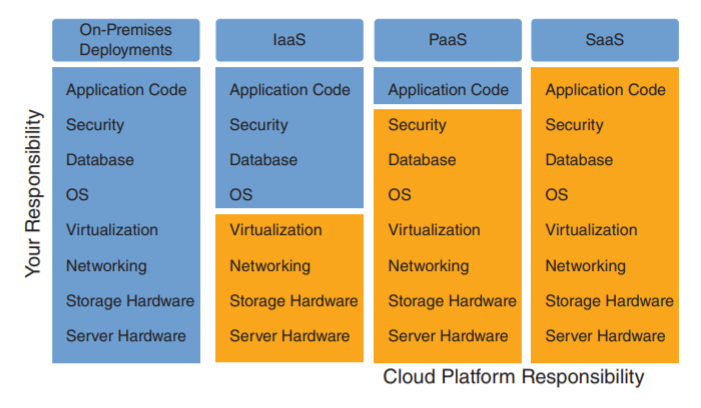 On-Premises
Deployments
IaaS
PaaS
SaaS
Your Responsibility
Application Code
Security
Database
OS
Virtualization
Networking
Storage Hardware
Server Hardware
Application Code
Security
Database
OS
Virtualization
Networking
Storage Hardware
Server Hardware
Application Code
Security
Database
OS
Virtualization
Networking
Storage Hardware
Server Hardware
Application Code
Security
Database
OS
Virtualization
Networking
Storage Hardware
Server Hardware
Cloud Platform Responsibility